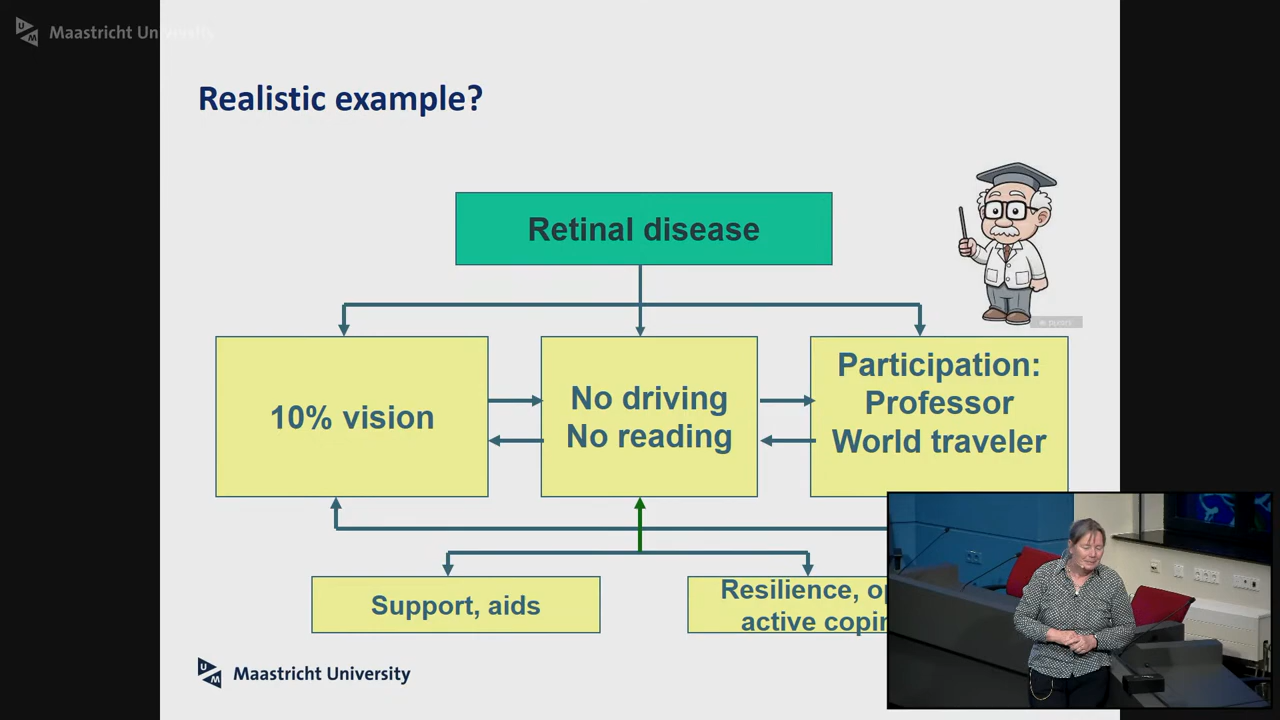 Maastricht
Realistic example?
Retinal disease
10% vision
No driving
No reading
Participation:
Professor
World traveler
Support, aids
Resilience,
active
Maastricht University